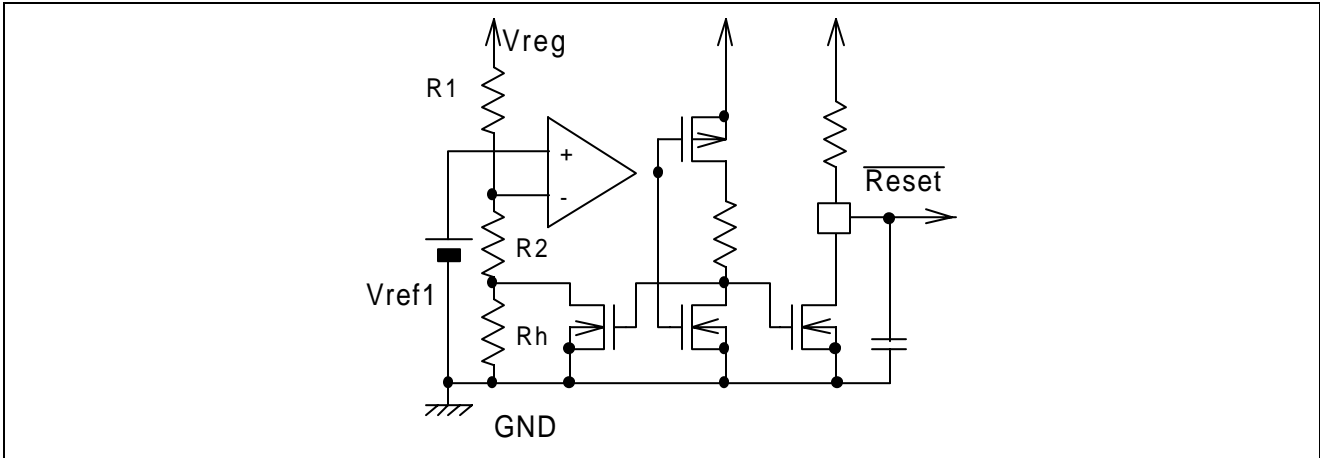 Vreg
R1
+
Reset
-
R2
Vref1
Rh
GND